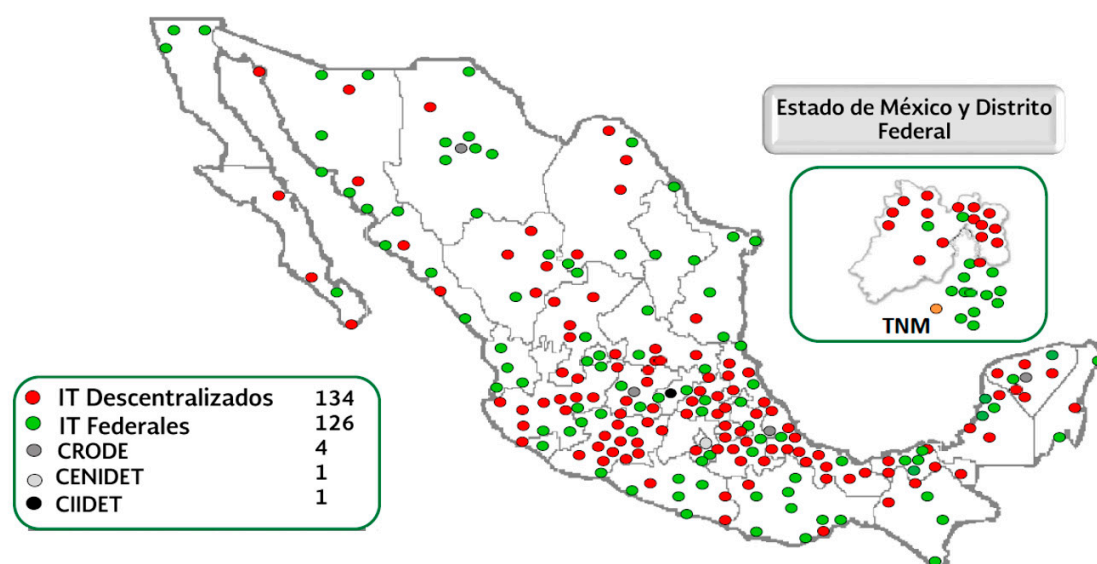 Estado de México y Distrito
Federal
TNM
IT Descentralizados 134
IT Federales 126
CRODE 4
CENIDET 1
CIIDET 1